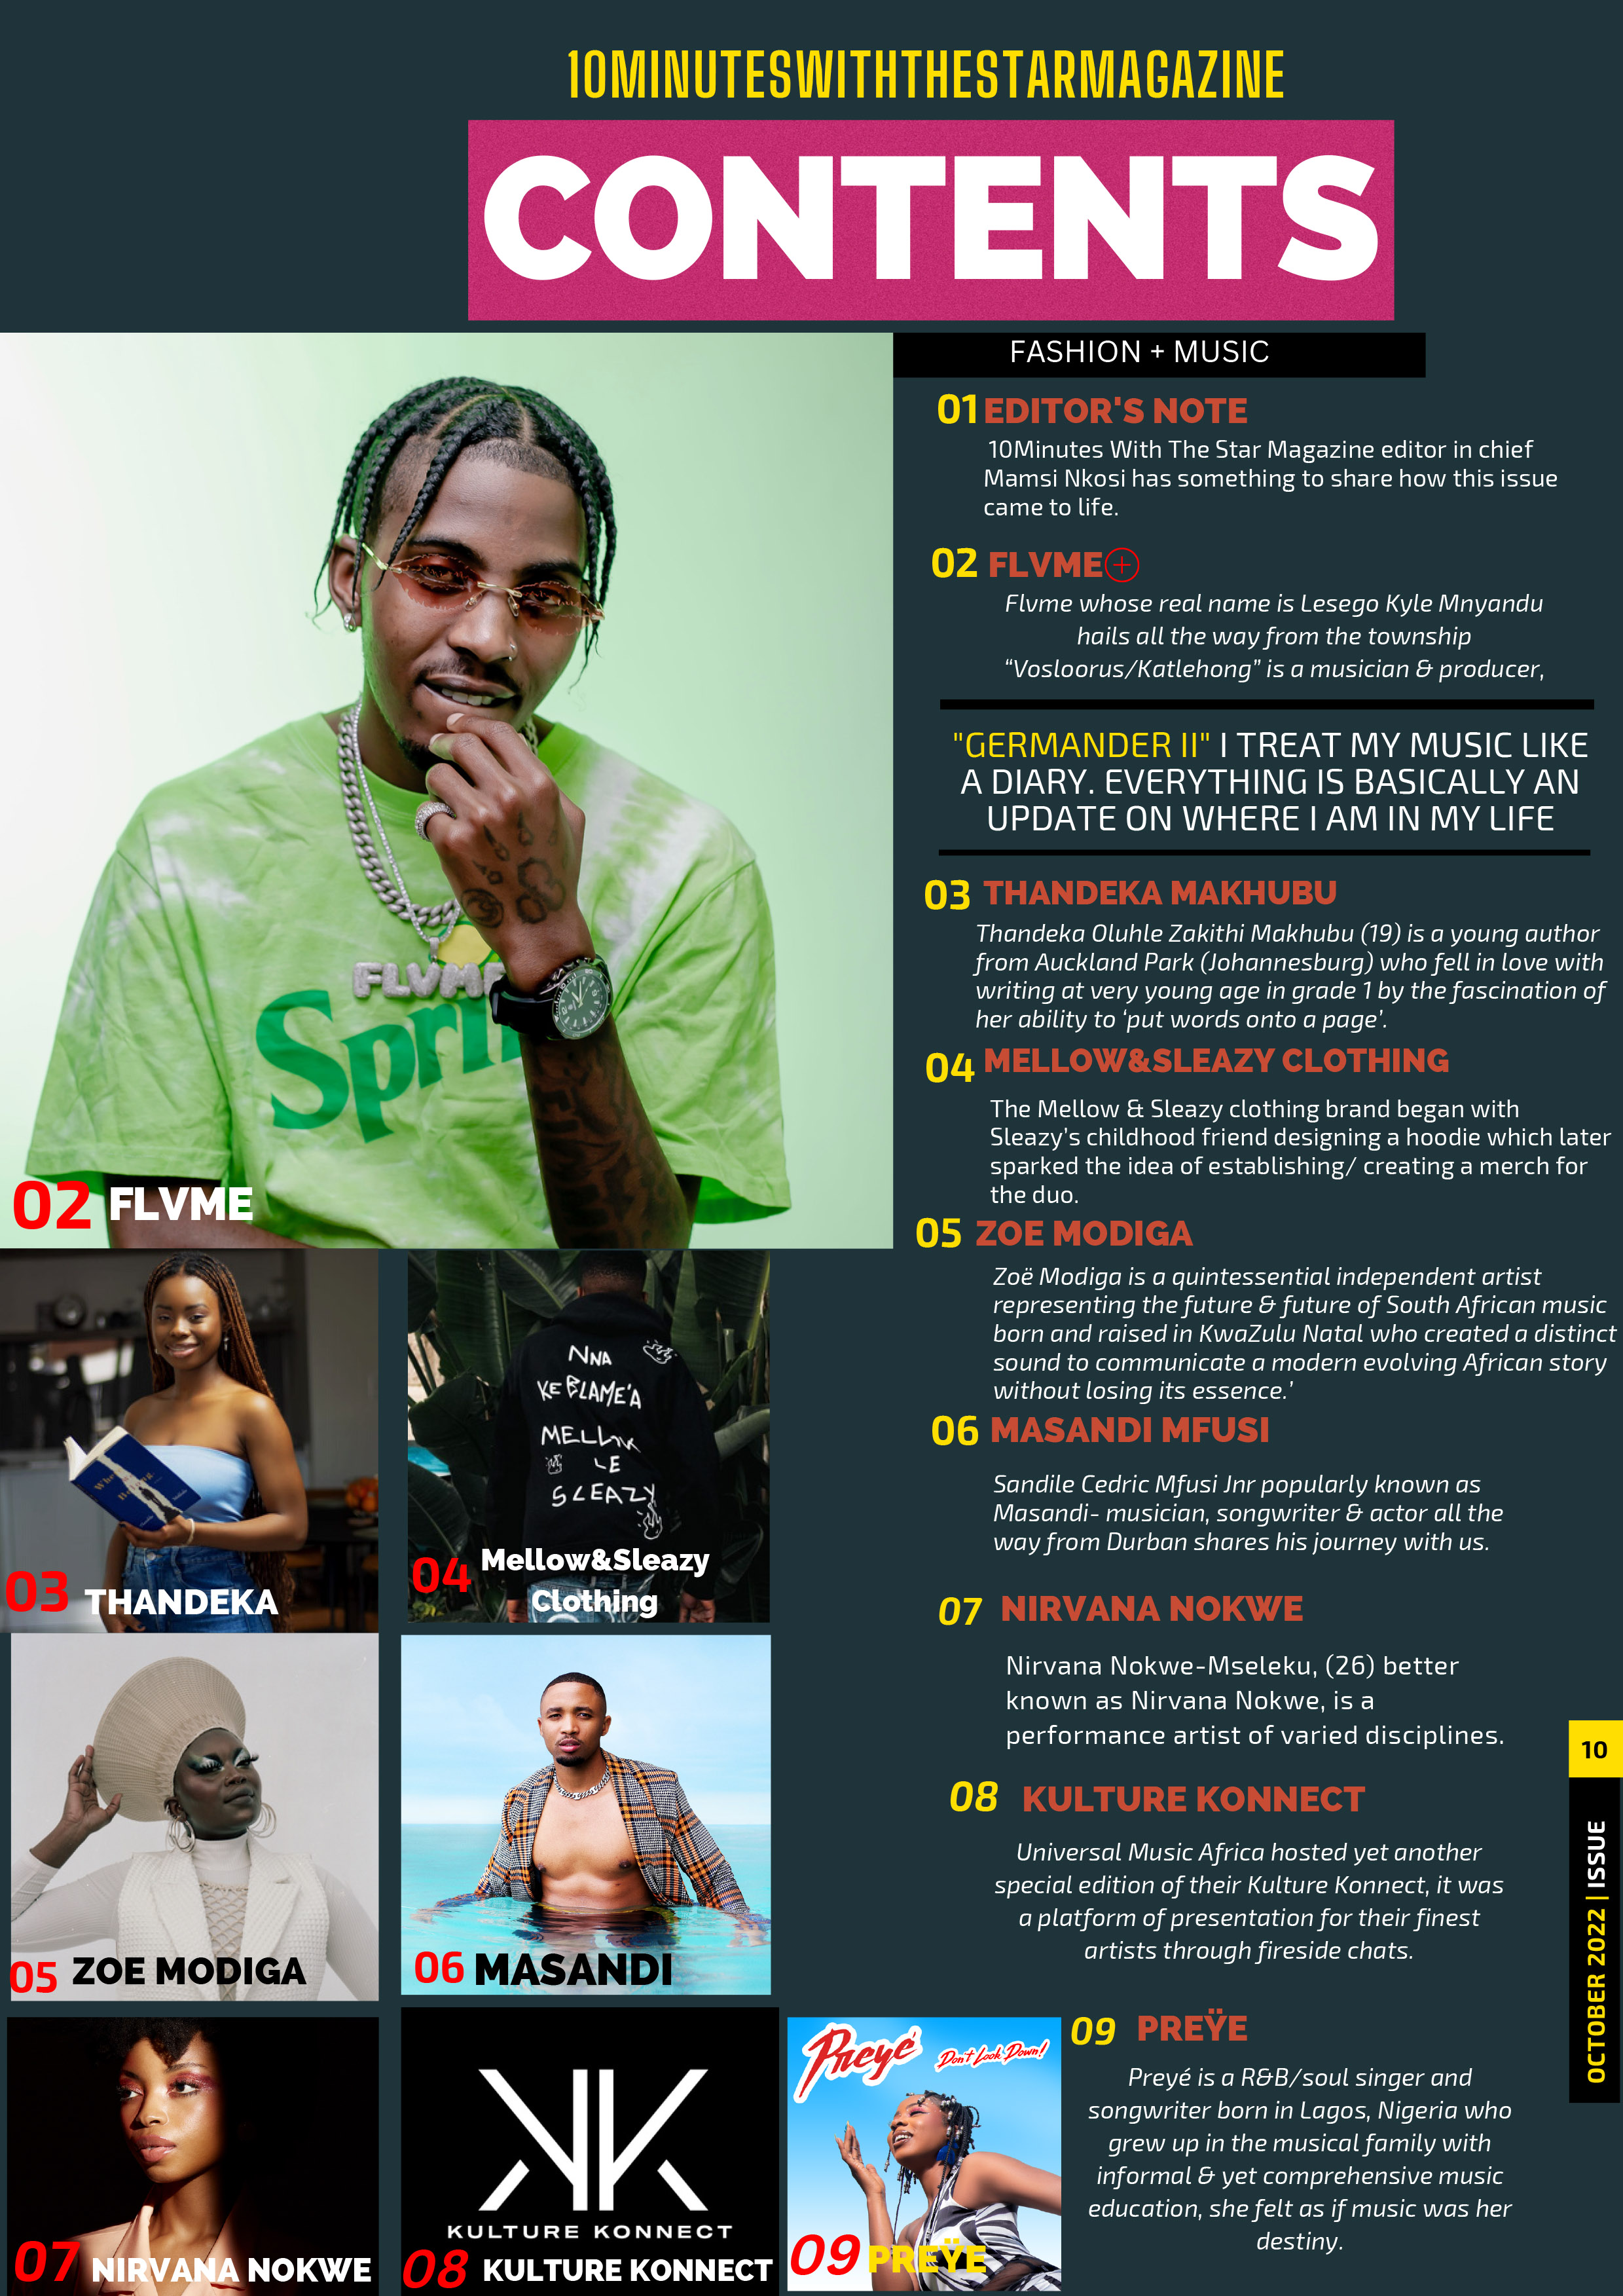 10MINUTESWITHTHESTARMAGAZINE
CONTENTS
FASHION + MUSIC
01 EDITOR'S NOTE
10Minutes With The Star Magazine editor in chief
Mamsi Nkosi has something to share how this issue
came to life.
02 FLVME
Flvme whose real name is Lesego Kyle Mnyandu
hails all the way from the township
“Vosloorus/Katlehong” is a musician & producer,
"GERMANDER II" I TREAT MY MUSIC LIKE
A DIARY. EVERYTHING IS BASICALLY AN
UPDATE ON WHERE I AM IN MY LIFE
03 THANDEKA MAKHUBU
Thandeka Oluhle Zakithi Makhubu (19) is a young author
from Auckland Park (Johannesburg) who fell in love with
writing at very young age in grade 1 by the fascination of
her ability to ‘put words onto a page’.
04 MELLOW&SLEAZY CLOTHING
The Mellow & Sleazy clothing brand began with
Sleazy’s childhood friend designing a hoodie which later
sparked the idea of establishing/ creating a merch for
the duo.
05 ZOE MODIGA
Zoë Modiga is a quintessential independent artist
representing the future & future of South African music
born and raised in KwaZulu Natal who created a distinct
sound to communicate a modern evolving African story
without losing its essence.’
06 MASANDI MFUSI
Sandile Cedric Mfusi Jnr popularly known as
Masandi- musician, songwriter & actor all the
way from Durban shares his journey with us.
07 NIRVANA NOKWE
Nirvana Nokwe-Mseleku, (26) better
known as Nirvana Nokwe, is a
performance artist of varied disciplines.
08 KULTURE KONNECT
Universal Music Africa hosted yet another
special edition of their Kulture Konnect, it was
a platform of presentation for their finest
artists through fireside chats.
09 PREŸE
Preyé is a R&B/soul singer and
songwriter born in Lagos, Nigeria who
grew up in the musical family with
informal & yet comprehensive music
education, she felt as if music was her
destiny.
10
OCTOBER 2022 | ISSUE
FLVM
Spri
02 FLVME
03 THANDEKA
NNA
KE BLAME'A
MELLOW
LE
SLEAZY
04 Mellow&Sleazy
Clothing
05 ZOE MODIGA
06 MASANDI
07 NIRVANA NOKWE
KK
KULTURE KONNECT
08 KULTURE KONNECT
Preyé
Don't Look Down!
09 PREŸE